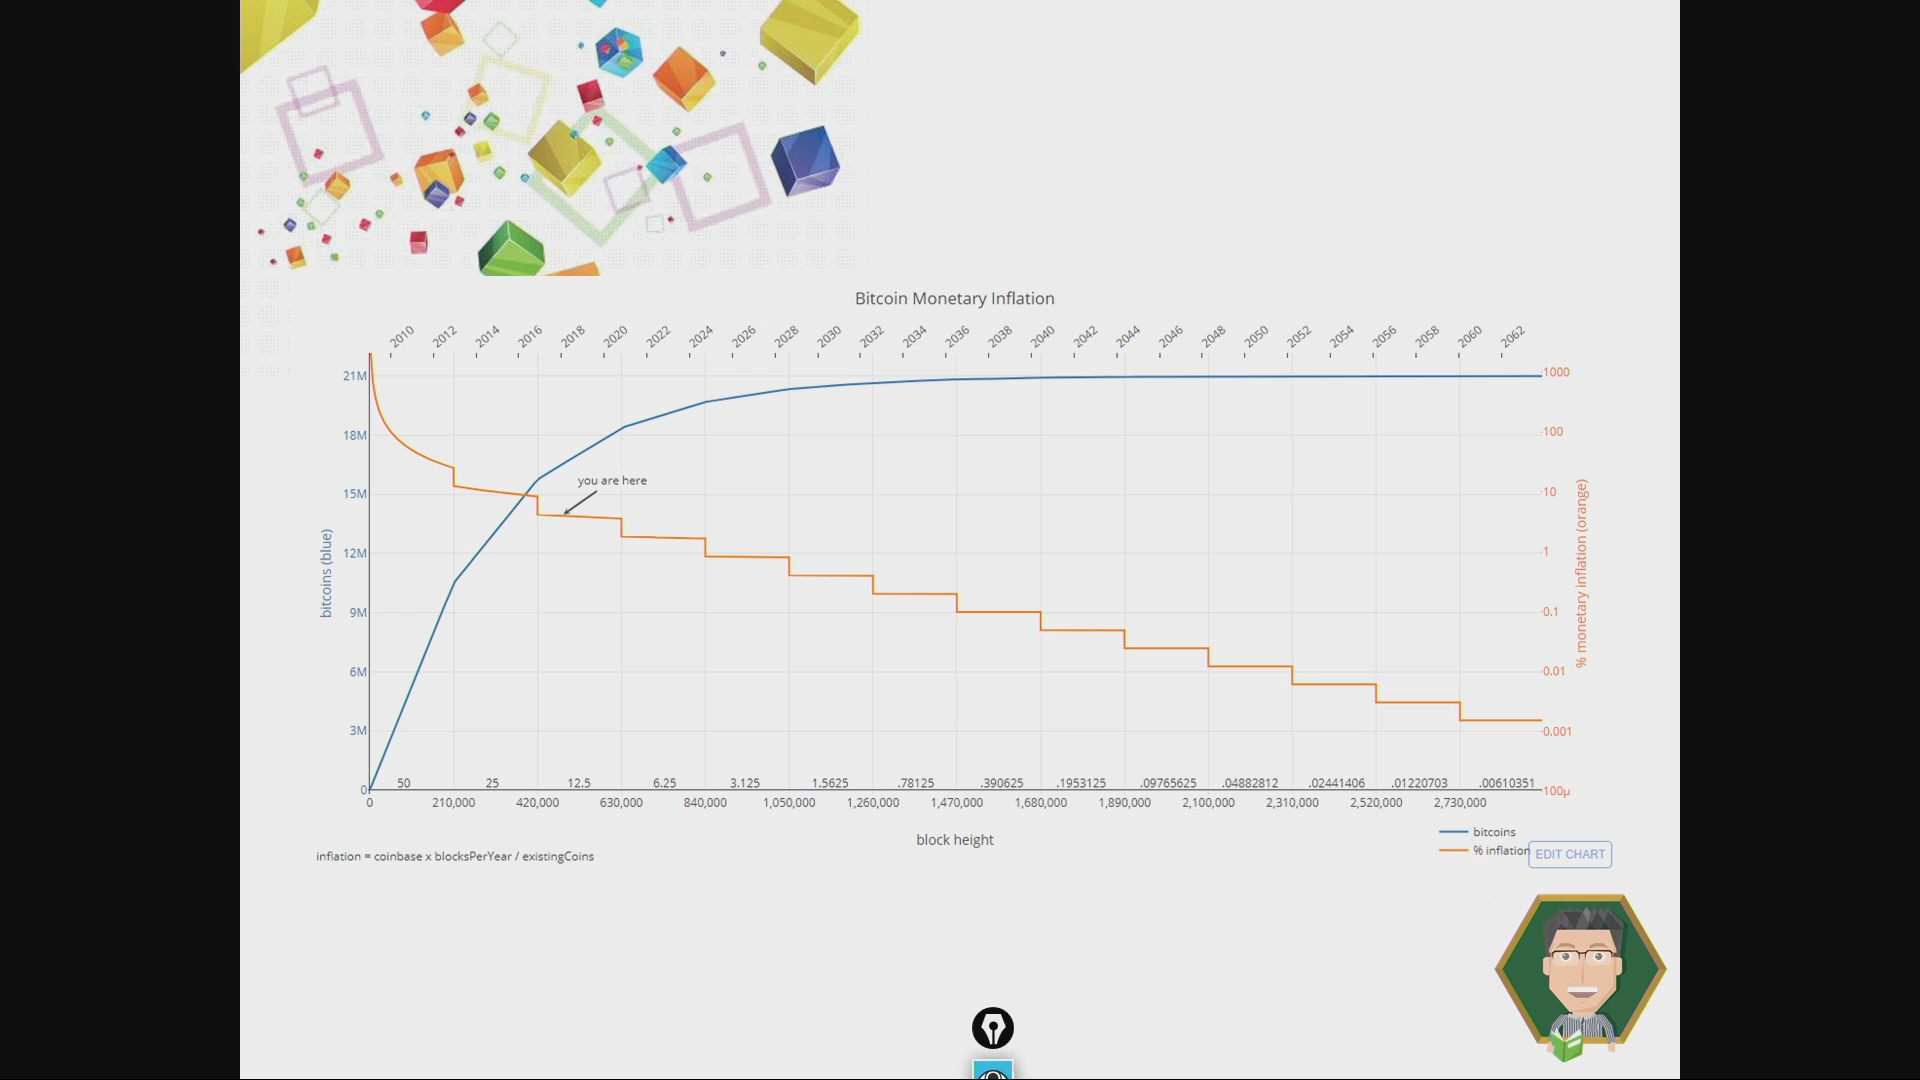 Bitcoin Monetary Inflation
2010 2012 2014 2016 2018 2020 2022 2024 2026 2028 2030 2032 2034 2036 2038 2040 2042 2044 2046 2048 2050 2052 2054 2056 2058 2060 2062
21M
18M
15M
12M
9M
6M
3M
0
bitcoins (blue)
you are here
1000
100
10
1
0.1
0.01
0.001
100µ
% monetary inflation (orange)
50 25 12.5 6.25 3.125 1.5625 .78125 .390625 .1953125 .09765625 .04882812 .02441406 .01220703 .00610351
0 210,000 420,000 630,000 840,000 1,050,000 1,260,000 1,470,000 1,680,000 1,890,000 2,100,000 2,310,000 2,520,000 2,730,000
block height
bitcoins
% inflation
EDIT CHART
inflation = coinbase x blocksPerYear / existingCoins